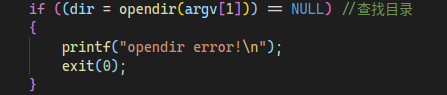 if ((dir = opendir(argv[1])) == NULL) //查找目录
{
    printf("opendir error!\n");
    exit(0);
}